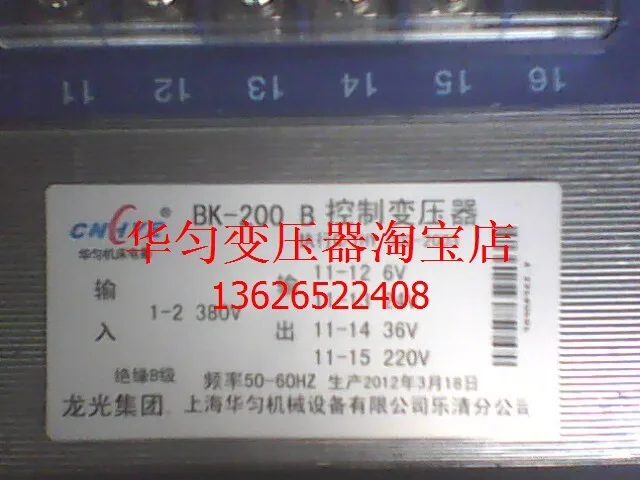 11 12 13 14 15 16
CNHYE ®
华匀机床电器
BK-200 B 控制变压器
华匀变压器淘宝店
13626522408
输入
1-2 380V
输出
11-12 6V
11-14 36V
11-15 220V
绝缘B级 频率50-60HZ 生产2012年3月18日
龙光集团 上海华匀机械设备有限公司乐清分公司